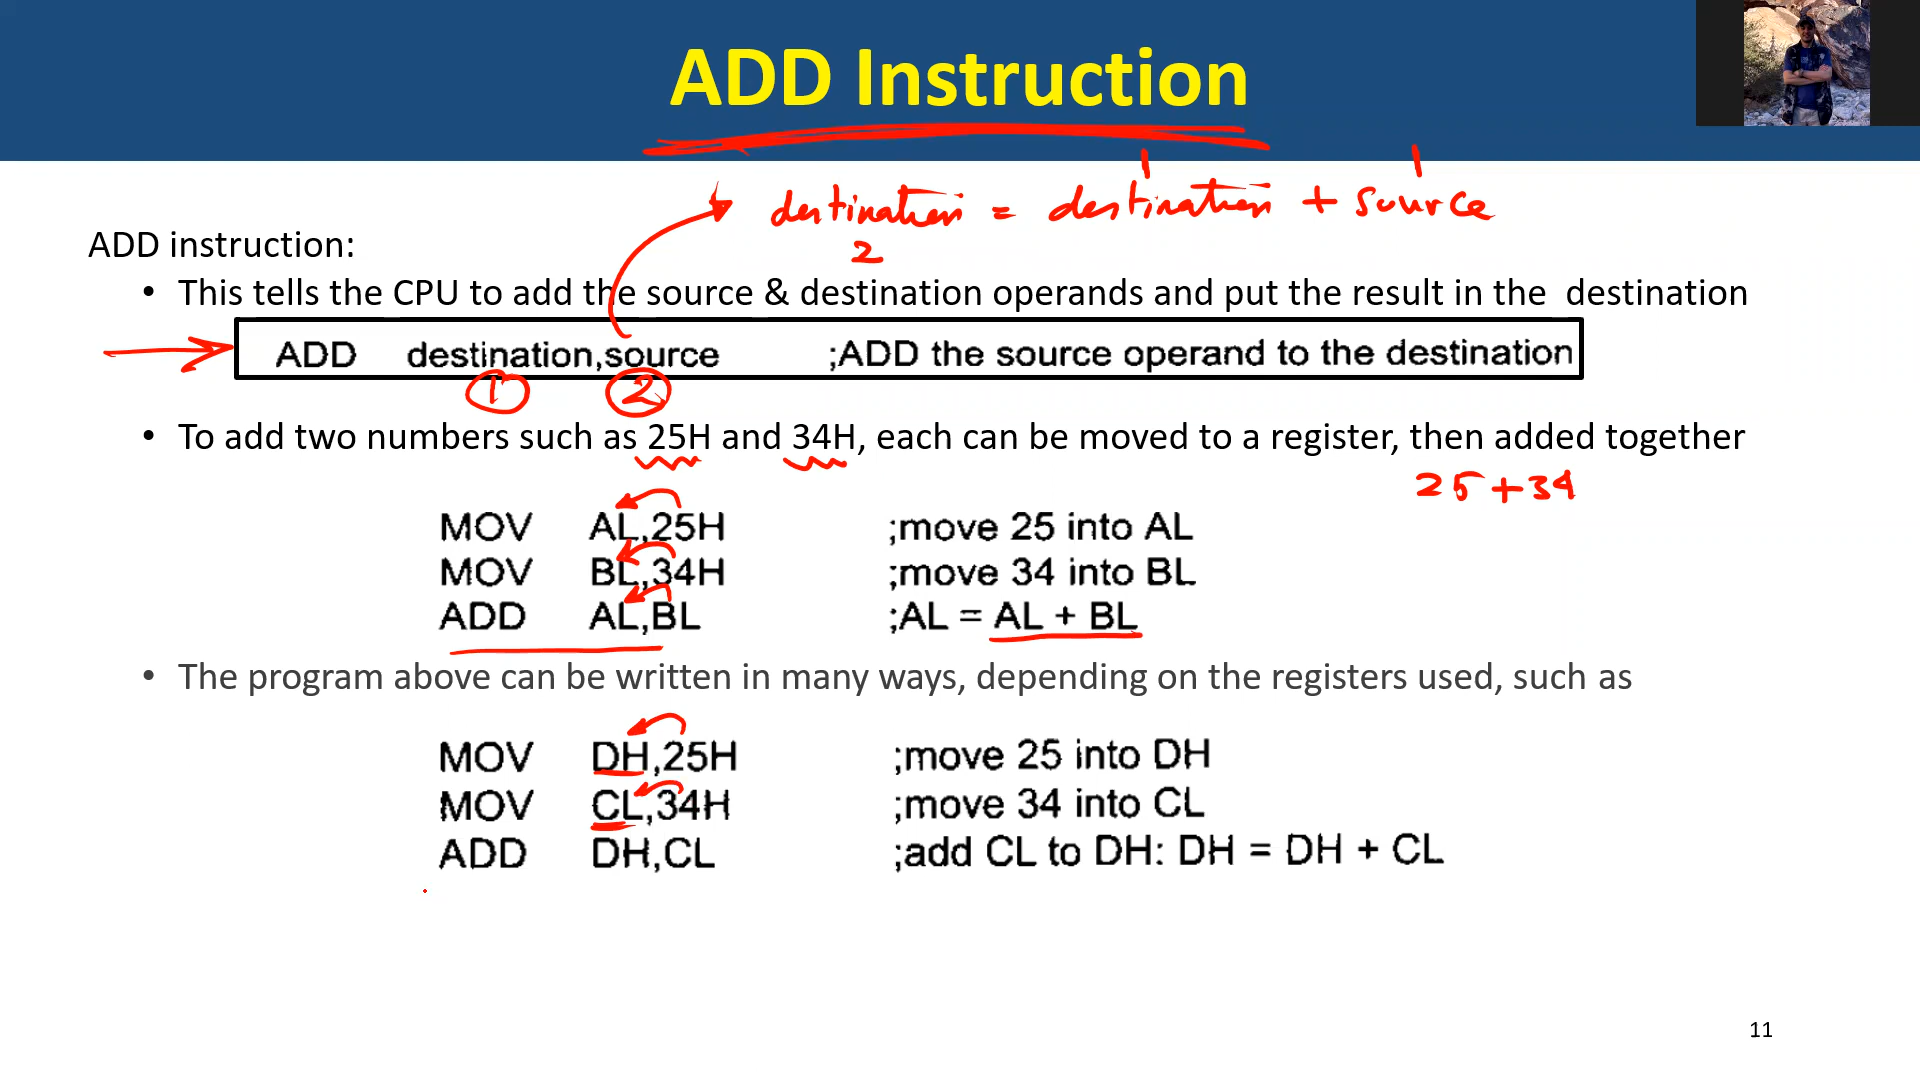 ADD Instruction
destination = destination + source
1 1
2
ADD instruction:
• This tells the CPU to add the source & destination operands and put the result in the destination
ADD destination,source ;ADD the source operand to the destination
1 2
• To add two numbers such as 25H and 34H, each can be moved to a register, then added together
25 + 34
MOV AL,25H ;move 25 into AL
MOV BL,34H ;move 34 into BL
ADD AL,BL ;AL = AL + BL
• The program above can be written in many ways, depending on the registers used, such as
MOV DH,25H ;move 25 into DH
MOV CL,34H ;move 34 into CL
ADD DH,CL ;add CL to DH: DH = DH + CL
11